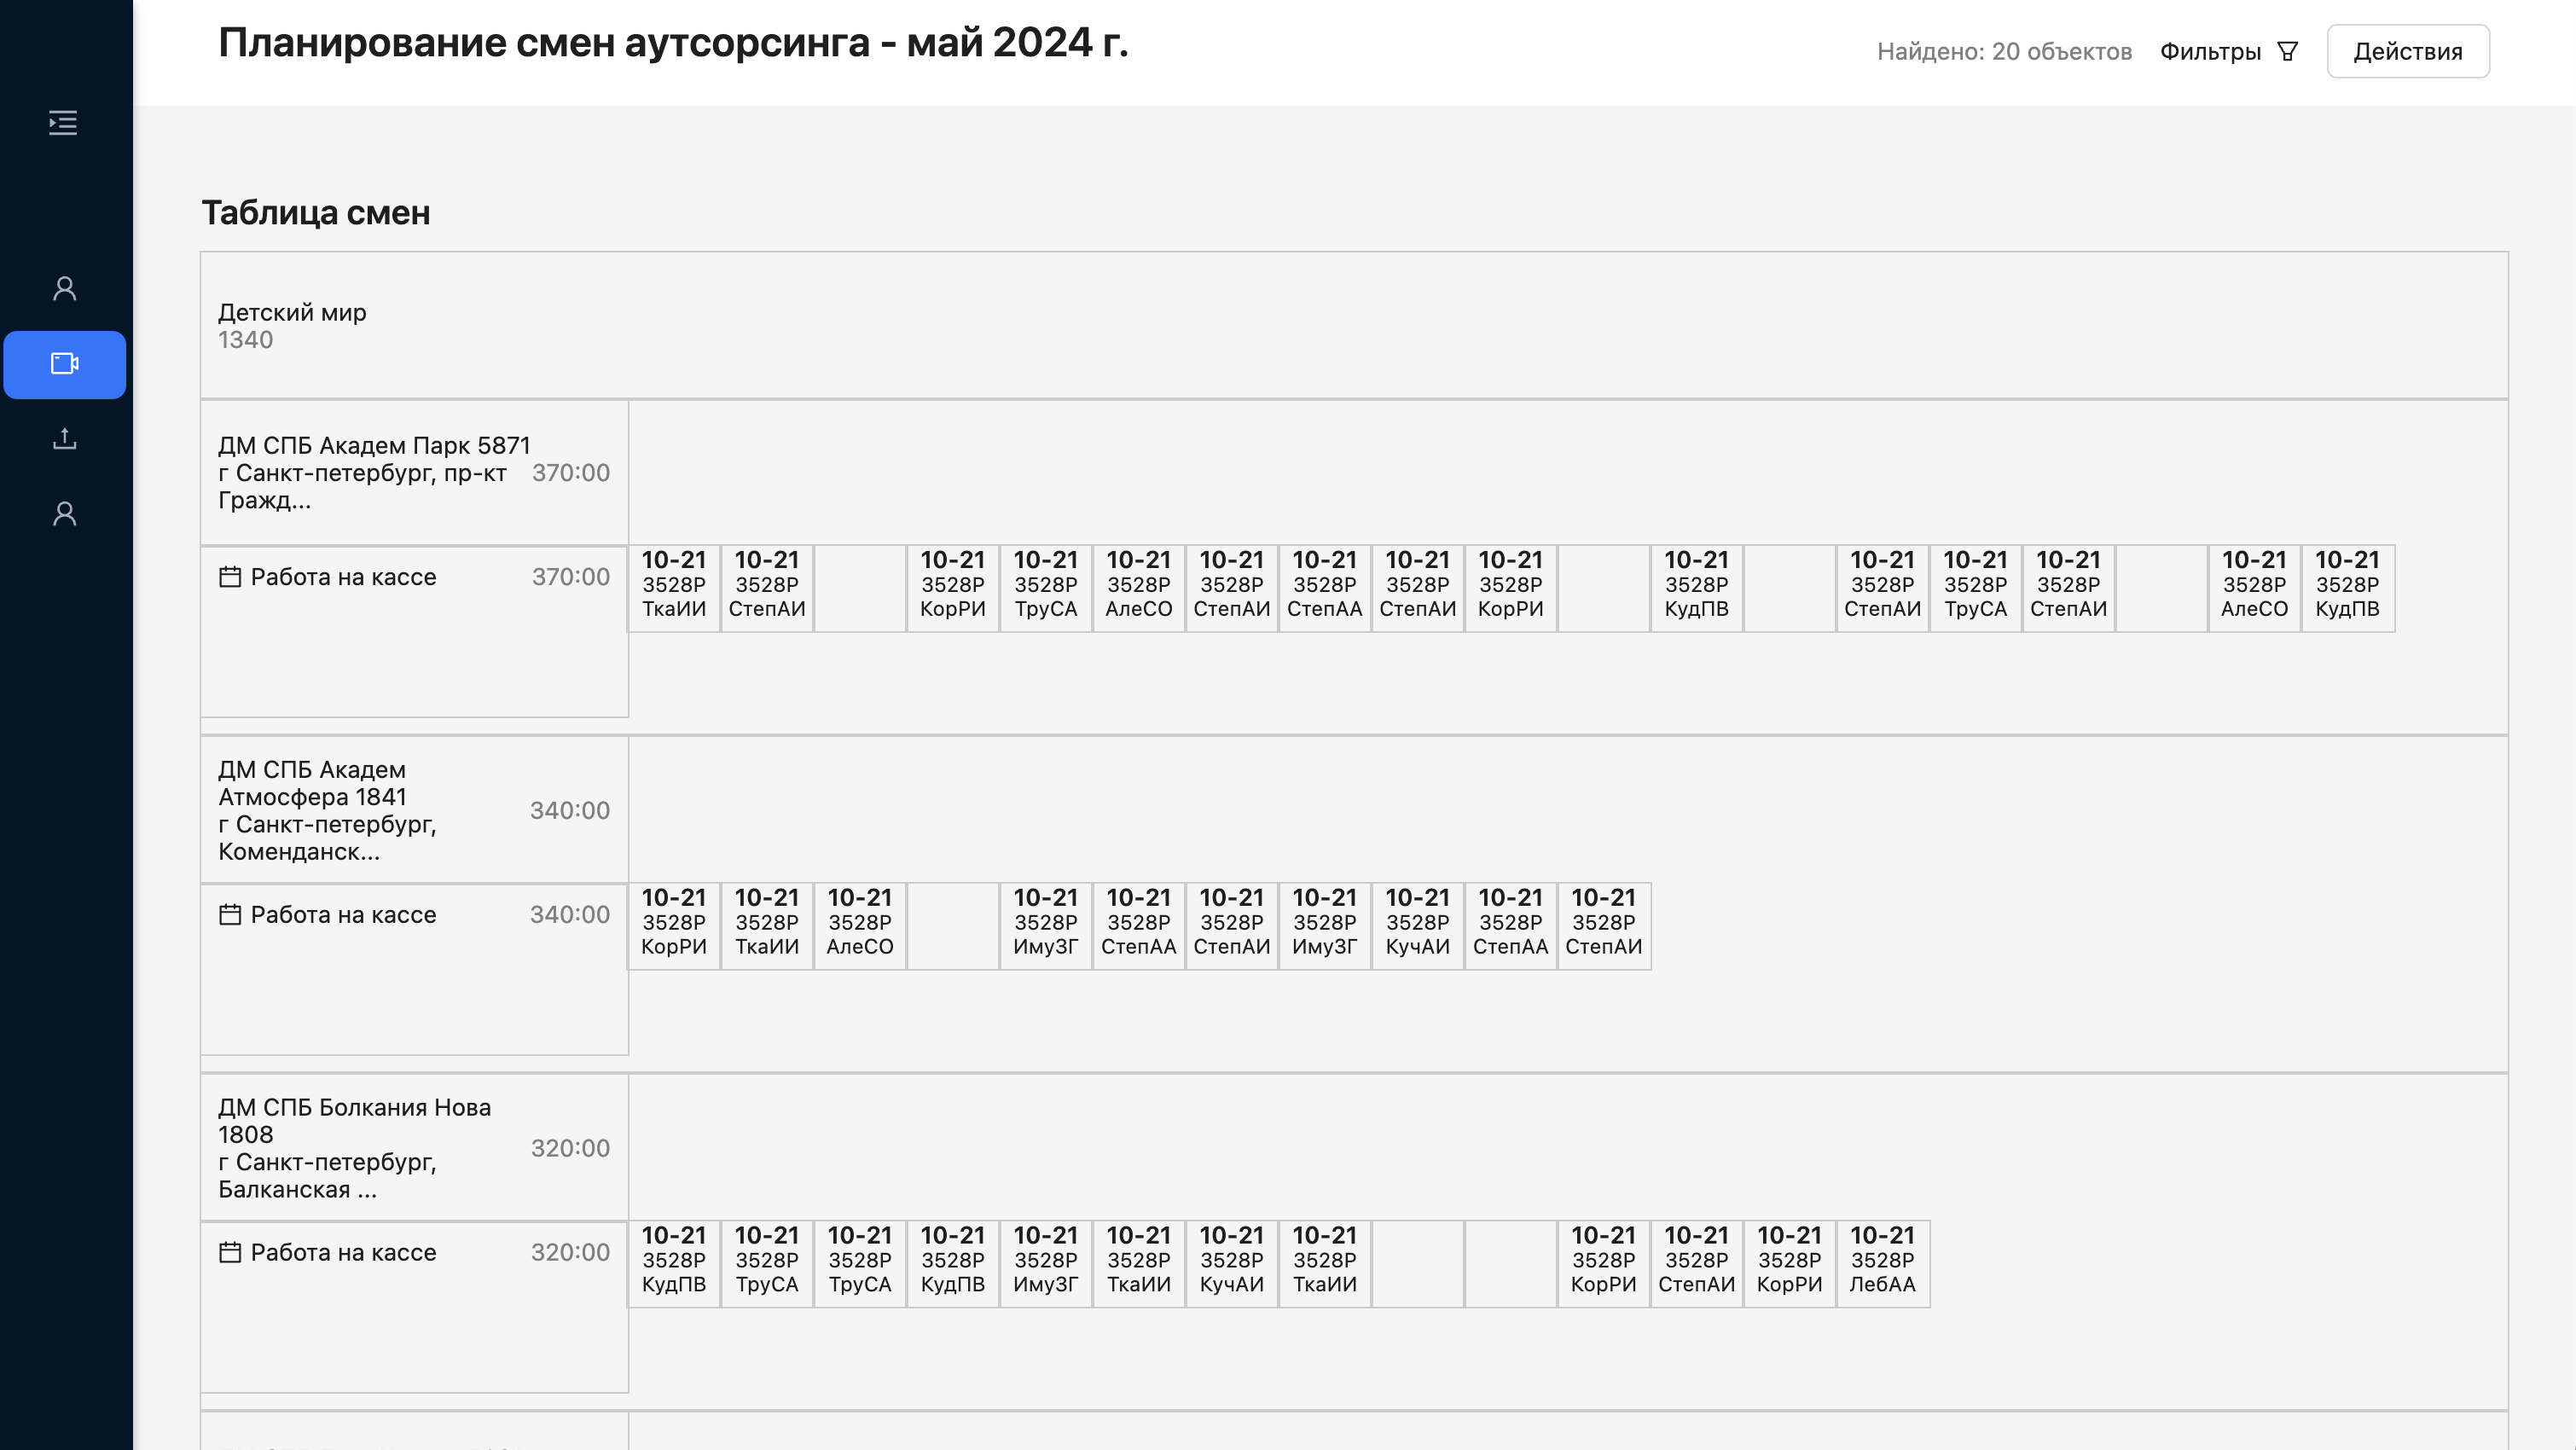 Планирование смен аутсорсинга - май 2024 г.
Найдено: 20 объектов Фильтры Действия
Таблица смен
Детский мир
1340
ДМ СПБ Академ Парк 5871
г Санкт-петербург, пр-кт
Гражд...
370:00
Работа на кассе 370:00
10-21 10-21 10-21 10-21 10-21 10-21 10-21 10-21 10-21 10-21 10-21 10-21 10-21 10-21 10-21
3528Р 3528Р 3528Р 3528Р 3528Р 3528Р 3528Р 3528Р 3528Р 3528Р 3528Р 3528Р 3528Р 3528Р 3528Р
ТкаИИ СтепАИ КорРИ ТруСА АлеСО СтепАИ СтепАА СтепАИ КорРИ КудПВ СтепАИ ТруСА СтепАИ АлеСО КудПВ
ДМ СПБ Академ
Атмосфера 1841
г Санкт-петербург,
Коменданск...
340:00
Работа на кассе 340:00
10-21 10-21 10-21 10-21 10-21 10-21 10-21 10-21 10-21 10-21
3528Р 3528Р 3528Р 3528Р 3528Р 3528Р 3528Р 3528Р 3528Р 3528Р
КорРИ ТкаИИ АлеСО ИмуЗГ СтепАА СтепАИ ИмуЗГ КучАИ СтепАА СтепАИ
ДМ СПБ Болкания Нова
1808
г Санкт-петербург,
Балканская ...
320:00
Работа на кассе 320:00
10-21 10-21 10-21 10-21 10-21 10-21 10-21 10-21 10-21 10-21 10-21 10-21
3528Р 3528Р 3528Р 3528Р 3528Р 3528Р 3528Р 3528Р 3528Р 3528Р 3528Р 3528Р
КудПВ ТруСА ТруСА КудПВ ИмуЗГ ТкаИИ КучАИ ТкаИИ КорРИ СтепАИ КорРИ ЛебАА